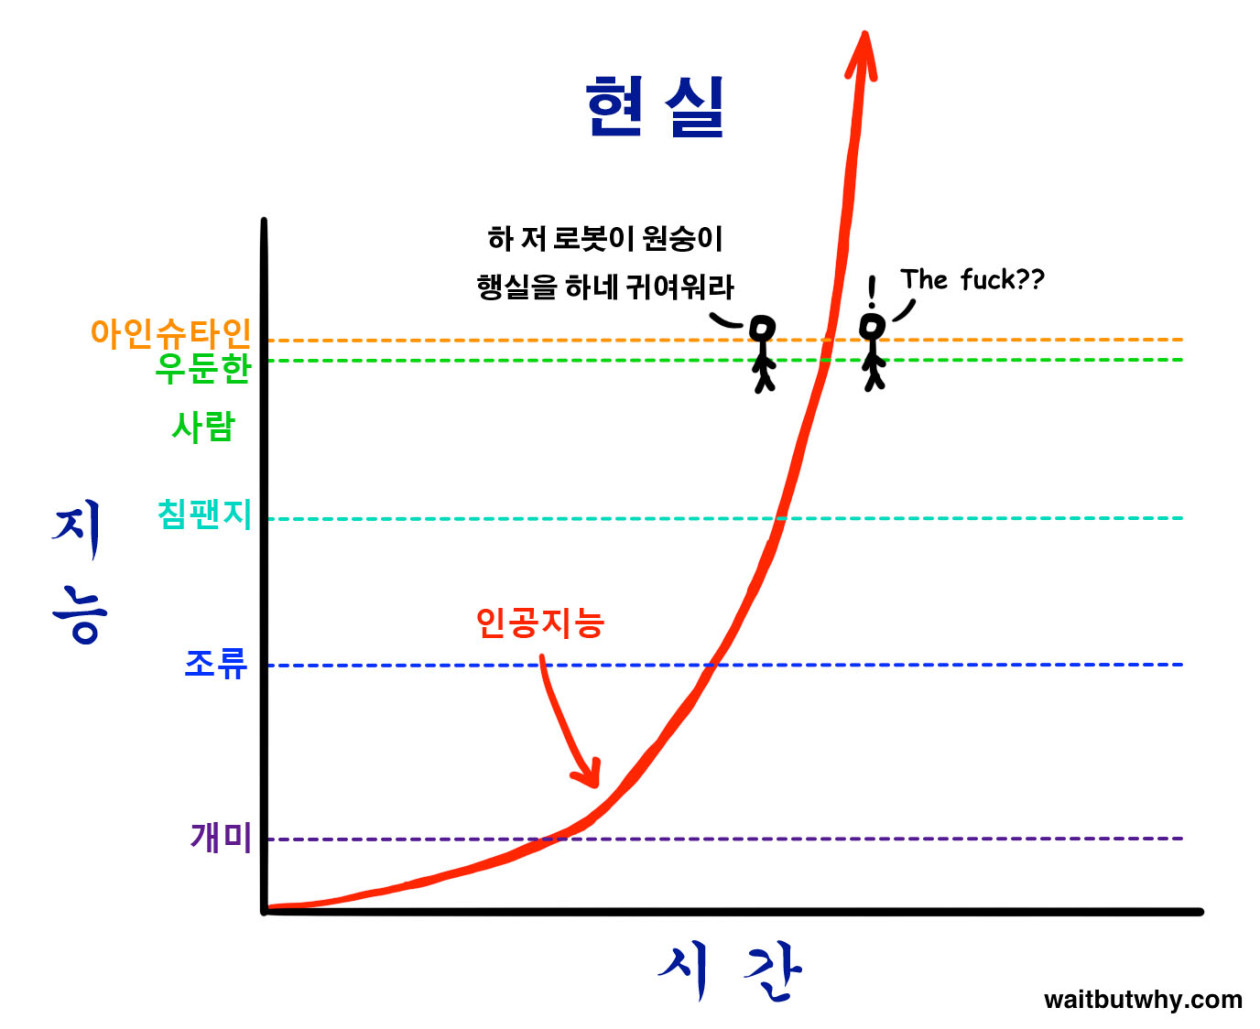 현실
하 저 로봇이 원숭이
행실을 하네 귀여워라
!
The fuck??
아인슈타인
우둔한
사람
침팬지
지
능
인공지능
조류
개미
시간
waitbutwhy.com